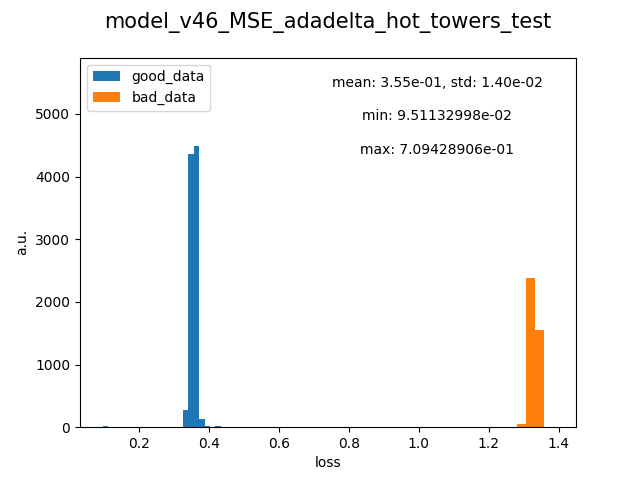 model_v46_MSE_adadelta_hot_towers_test
good_data
bad_data
mean: 3.55e-01, std: 1.40e-02
min: 9.51132998e-02
max: 7.09428906e-01
5000
4000
3000
2000
1000
0
a.u.
0.2 0.4 0.6 0.8 1.0 1.2 1.4
loss